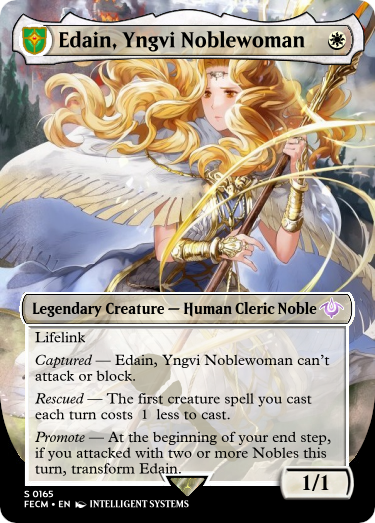 Edain, Yngvi Noblewoman
Legendary Creature — Human Cleric Noble
Lifelink
Captured — Edain, Yngvi Noblewoman can't
attack or block.
Rescued — The first creature spell you cast
each turn costs 1 less to cast.
Promote — At the beginning of your end step,
if you attacked with two or more Nobles this
turn, transform Edain.
1/1
S 0165
FECM • EN INTELLIGENT SYSTEMS